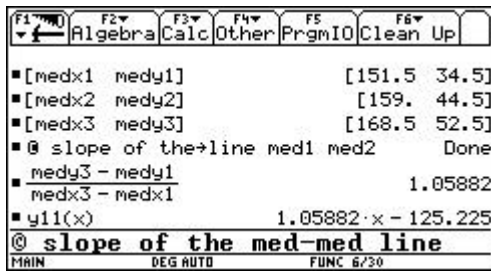 F1 F2 F3 F4 F5 F6
Algebra Calc Other PrgmIO Clean Up
[medx1 medy1] [151.5 34.5]
[medx2 medy2] [159. 44.5]
[medx3 medy3] [168.5 52.5]
© slope of the→line med1 med2 Done
medy3 - medy1
medx3 - medx1
1.05882
y11(x) 1.05882·x - 125.225
© slope of the med-med line
MAIN DEG AUTO FUNC 6/30